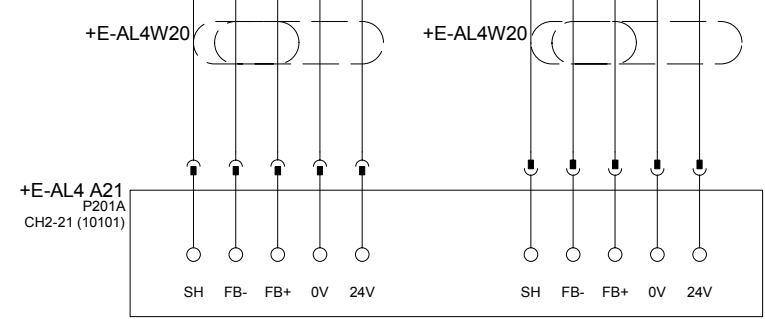 +E-AL4W20 +E-AL4W20
+E-AL4 A21
P201A
CH2-21 (10101)
SH FB- FB+ 0V 24V SH FB- FB+ 0V 24V